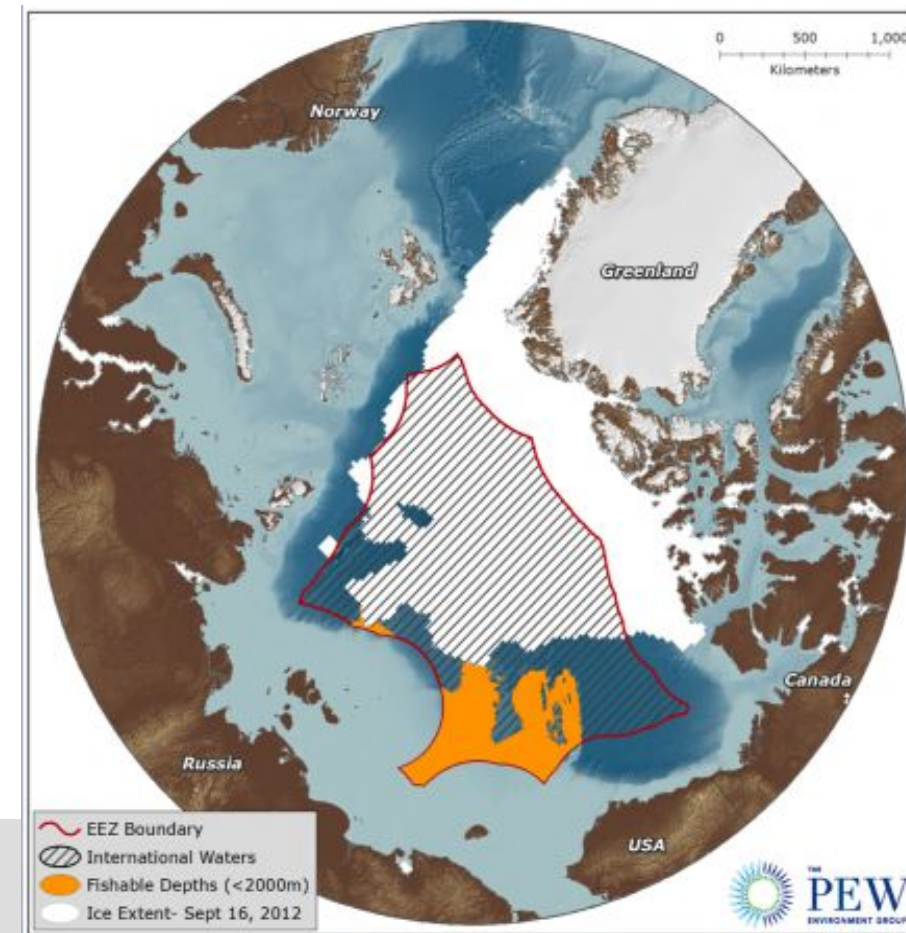 0 500 1,000
Kilometers
Norway
Greenland
Canada
Russia
USA
EEZ Boundary
International Waters
Fishable Depths (<2000m)
Ice Extent- Sept 16, 2012
THE
PEW
ENVIRONMENT GROUP